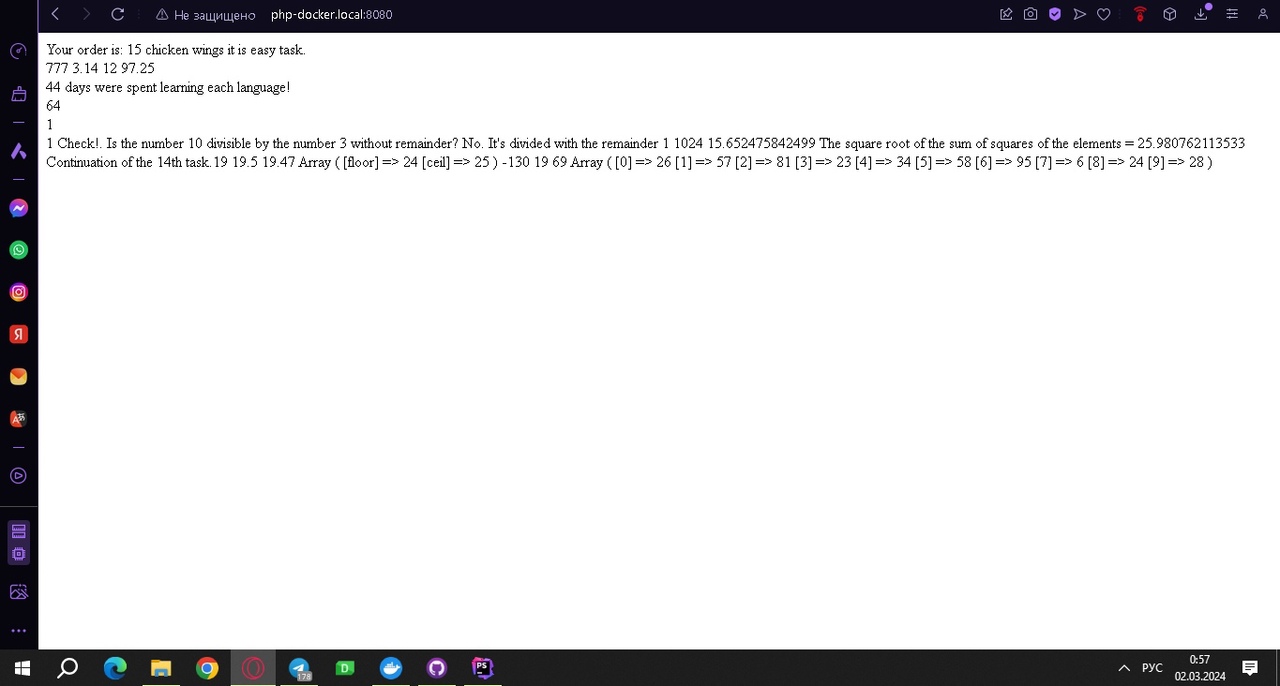 Не защищено php-docker.local:8080
Your order is: 15 chicken wings it is easy task.
777 3.14 12 97.25
44 days were spent learning each language!
64
1
1 Check!. Is the number 10 divisible by the number 3 without remainder? No. It's divided with the remainder 1 1024 15.652475842499 The square root of the sum of squares of the elements = 25.980762113533
Continuation of the 14th task.19 19.5 19.47 Array ( [floor] => 24 [ceil] => 25 ) -130 19 69 Array ( [0] => 26 [1] => 57 [2] => 81 [3] => 23 [4] => 34 [5] => 58 [6] => 95 [7] => 6 [8] => 24 [9] => 28 )
Я
178
D
PS
РУС
0:57
02.03.2024